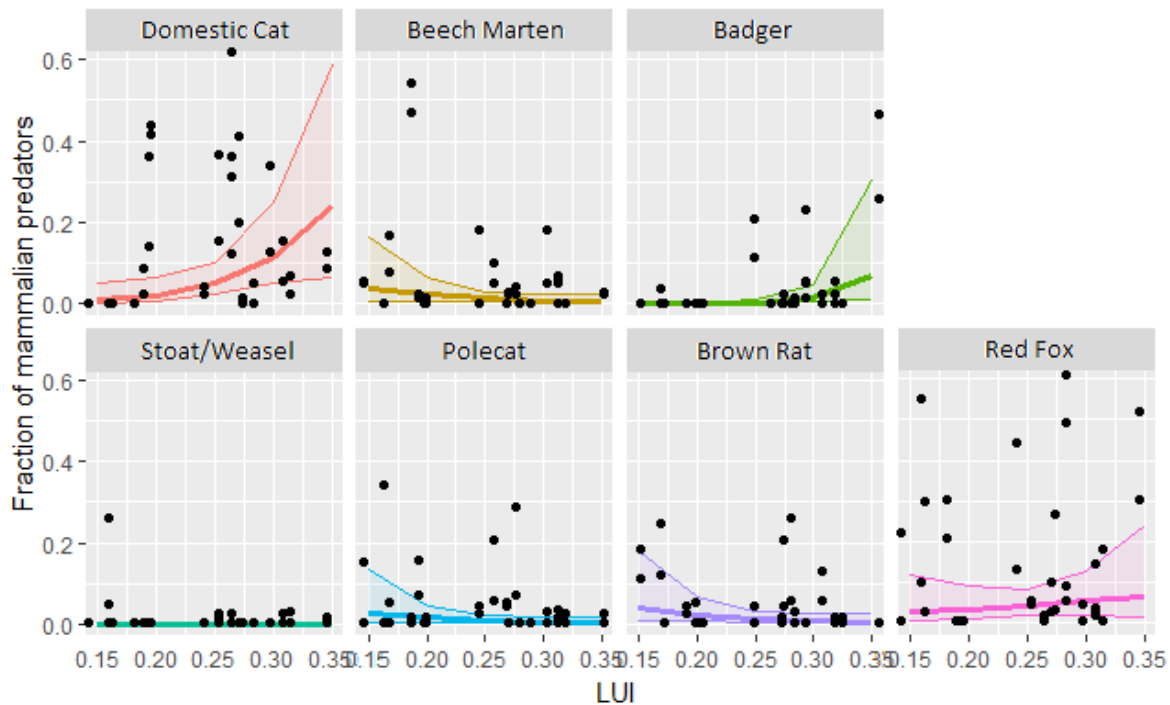 Domestic Cat Beech Marten Badger
0.6
0.4
0.2
0.0
Stoat/Weasel Polecat Brown Rat Red Fox
0.6
0.4
0.2
0.0
0.15 0.20 0.25 0.30 0.35 0.15 0.20 0.25 0.30 0.35 0.15 0.20 0.25 0.30 0.35 0.15 0.20 0.25 0.30 0.35
LUI
Fraction of mammalian predators